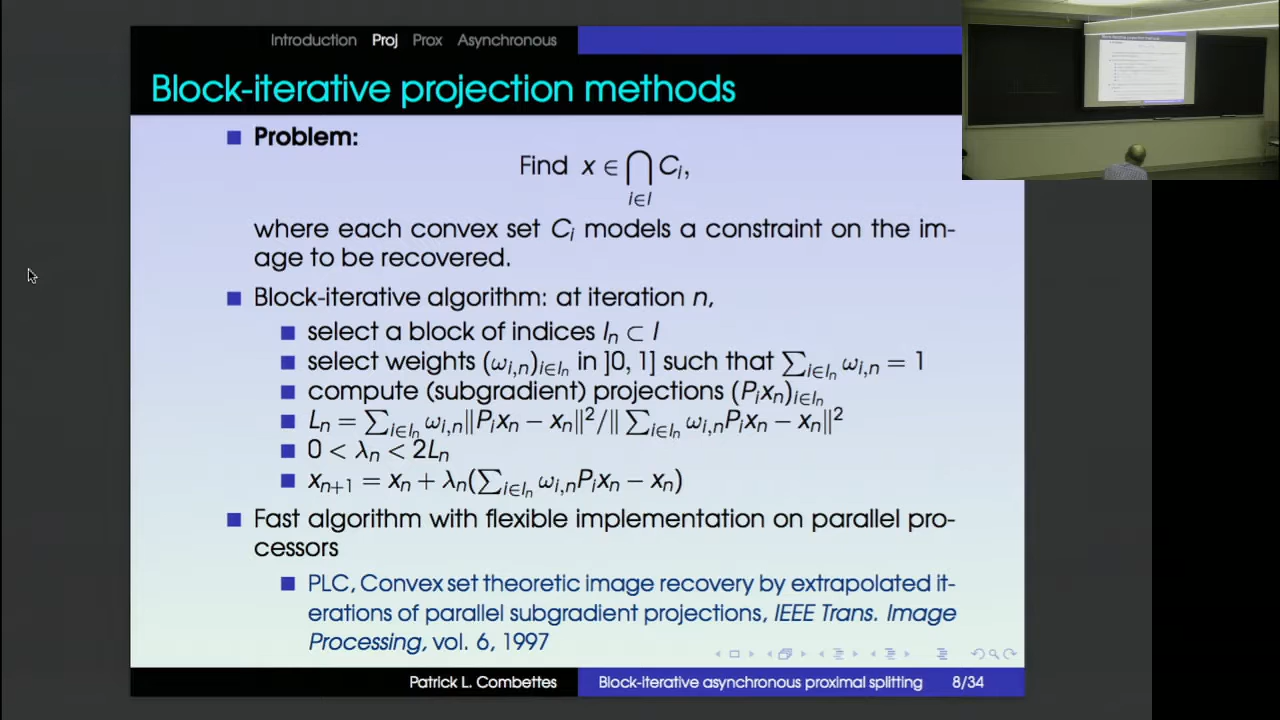 Introduction Proj Prox Asynchronous
Block-iterative projection methods
Problem:
Find x ∈ ⋂_{i∈I} C_i,
where each convex set C_i models a constraint on the im-
age to be recovered.
Block-iterative algorithm: at iteration n,
select a block of indices I_n ⊂ I
select weights (ω_{i,n})_{i∈I_n} in ]0, 1] such that ∑_{i∈I_n} ω_{i,n} = 1
compute (subgradient) projections (P_i x_n)_{i∈I_n}
L_n = ∑_{i∈I_n} ω_{i,n}‖P_i x_n − x_n‖²/‖∑_{i∈I_n} ω_{i,n}P_i x_n − x_n‖²
0 < λ_n < 2L_n
x_{n+1} = x_n + λ_n(∑_{i∈I_n} ω_{i,n}P_i x_n − x_n)
Fast algorithm with flexible implementation on parallel pro-
cessors
PLC, Convex set theoretic image recovery by extrapolated it-
erations of parallel subgradient projections, IEEE Trans. Image
Processing, vol. 6, 1997
Patrick L. Combettes Block-iterative asynchronous proximal splitting 8/34